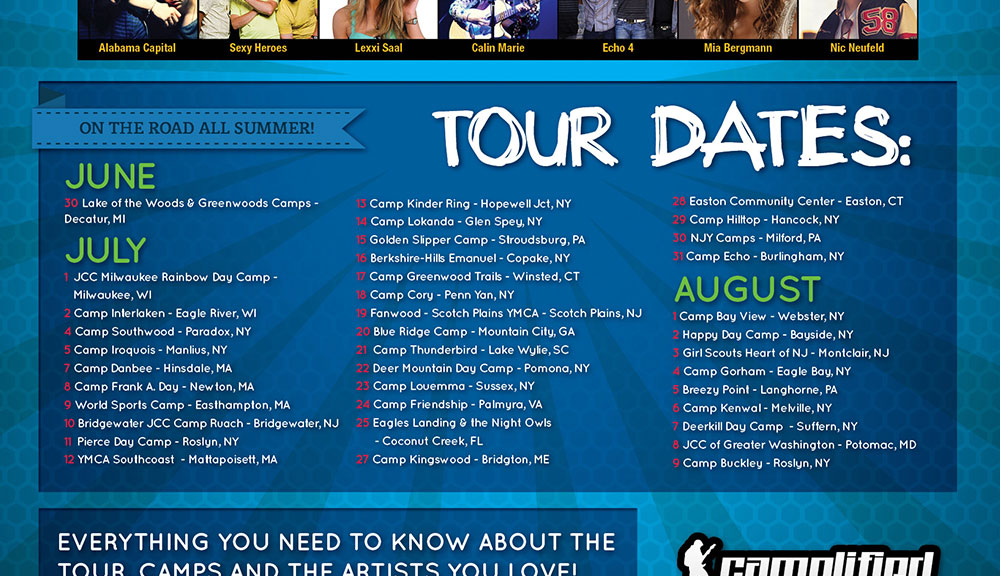 Alabama Capital
Sexy Heroes
Lexxi Saal
Calin Marie
Echo 4
Mia Bergmann
Nic Neufeld
58
ON THE ROAD ALL SUMMER!
TOUR DATES:
JUNE
30 Lake of the Woods & Greenwoods Camps -
Decatur, MI
JULY
1 JCC Milwaukee Rainbow Day Camp -
Milwaukee, WI
2 Camp Interlaken - Eagle River, WI
4 Camp Southwood - Paradox, NY
5 Camp Iroquois - Manlius, NY
7 Camp Danbee - Hinsdale, MA
8 Camp Frank A. Day - Newton, MA
9 World Sports Camp - Easthampton, MA
10 Bridgewater JCC Camp Ruach - Bridgewater, NJ
11 Pierce Day Camp - Roslyn, NY
12 YMCA Southcoast - Mattapoisett, MA
13 Camp Kinder Ring - Hopewell Jct, NY
14 Camp Lokanda - Glen Spey, NY
15 Golden Slipper Camp - Stroudsburg, PA
16 Berkshire-Hills Emanuel - Copake, NY
17 Camp Greenwood Trails - Winsted, CT
18 Camp Cory - Penn Yan, NY
19 Fanwood - Scotch Plains YMCA - Scotch Plains, NJ
20 Blue Ridge Camp - Mountain City, GA
21 Camp Thunderbird - Lake Wylie, SC
22 Deer Mountain Day Camp - Pomona, NY
23 Camp Louemma - Sussex, NY
24 Camp Friendship - Palmyra, VA
25 Eagles Landing & the Night Owls
- Coconut Creek, FL
27 Camp Kingswood - Bridgton, ME
28 Easton Community Center - Easton, CT
29 Camp Hilltop - Hancock, NY
30 NJY Camps - Milford, PA
31 Camp Echo - Burlingham, NY
AUGUST
1 Camp Bay View - Webster, NY
2 Happy Day Camp - Bayside, NY
3 Girl Scouts Heart of NJ - Montclair, NJ
4 Camp Gorham - Eagle Bay, NY
5 Breezy Point - Langhorne, PA
6 Camp Kenwal - Melville, NY
7 Deerkill Day Camp - Suffern, NY
8 JCC of Greater Washington - Potomac, MD
9 Camp Buckley - Roslyn, NY
EVERYTHING YOU NEED TO KNOW ABOUT THE
TOUR, CAMPS AND THE ARTISTS YOU LOVE!
camplified